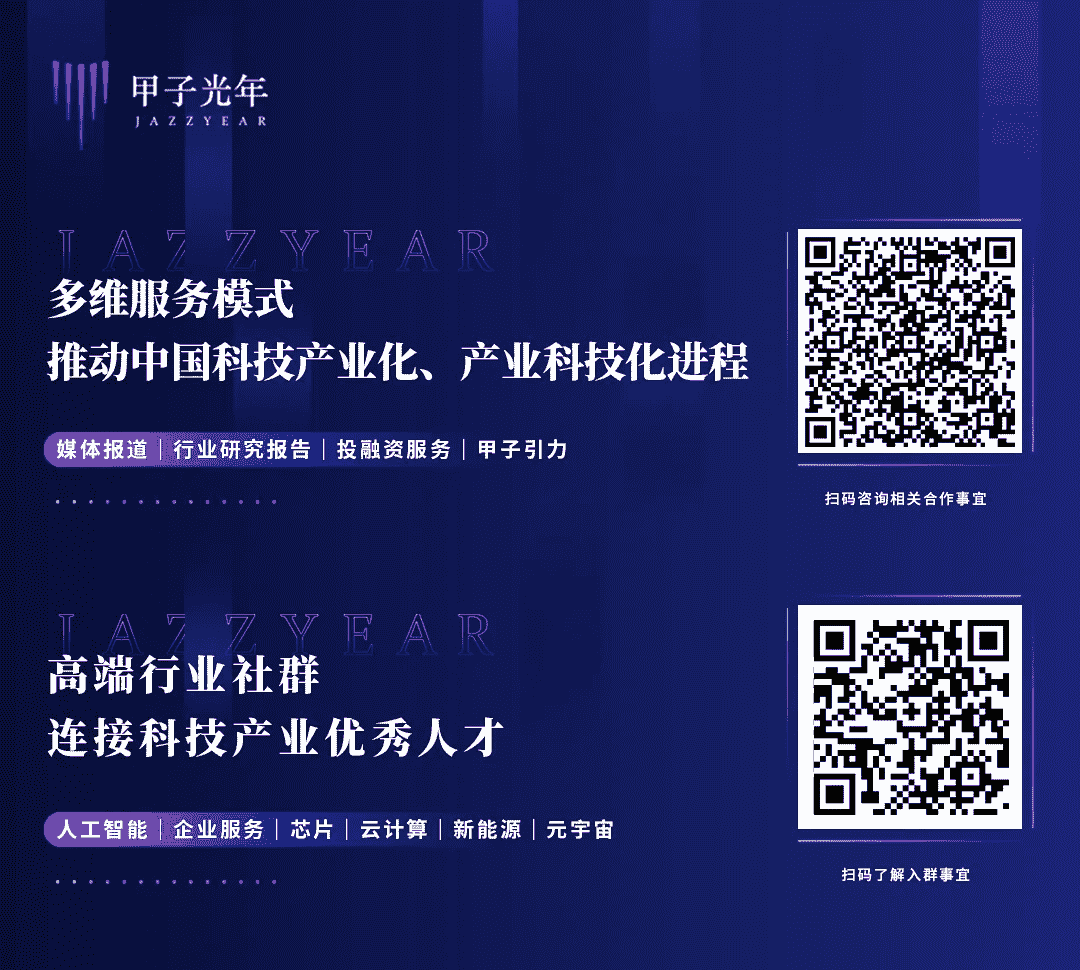 甲子光年
JAZZYEAR
JAZZYEAR
多维服务模式
推动中国科技产业化、产业科技化进程
媒体报道｜行业研究报告｜投融资服务｜甲子引力
扫码咨询相关合作事宜
JAZZYEAR
高端行业社群
连接科技产业优秀人才
人工智能｜企业服务｜芯片｜云计算｜新能源｜元宇宙
扫码了解入群事宜